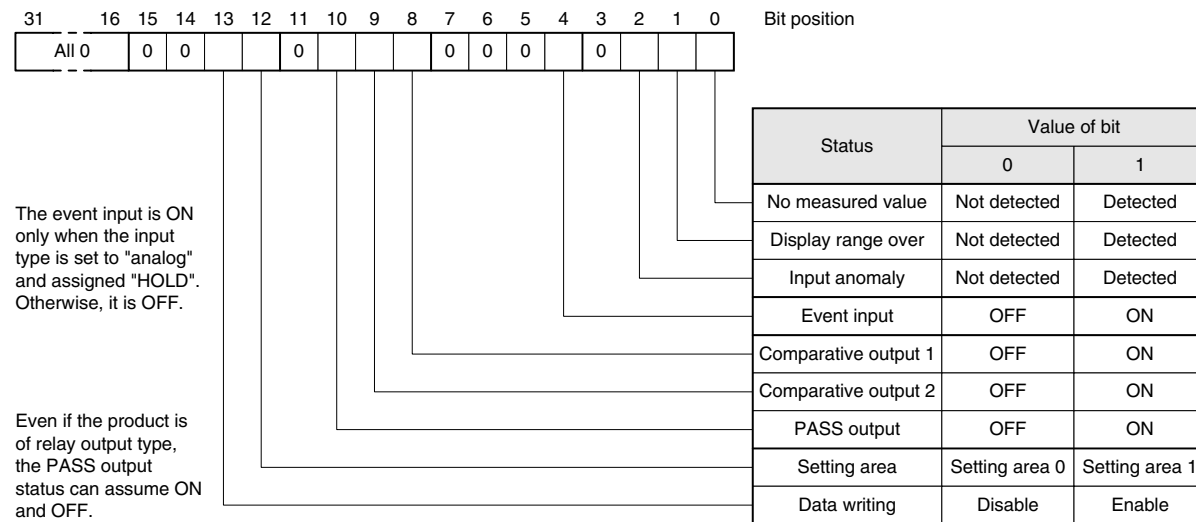 31 16 15 14 13 12 11 10 9 8 7 6 5 4 3 2 1 0 Bit position
All 0 0 0 0 0 0 0 0
Status Value of bit
0 1
No measured value Not detected Detected
Display range over Not detected Detected
Input anomaly Not detected Detected
Event input OFF ON
Comparative output 1 OFF ON
Comparative output 2 OFF ON
PASS output OFF ON
Setting area Setting area 0 Setting area 1
Data writing Disable Enable
The event input is ON
only when the input
type is set to "analog"
and assigned "HOLD".
Otherwise, it is OFF.
Even if the product is
of relay output type,
the PASS output
status can assume ON
and OFF.